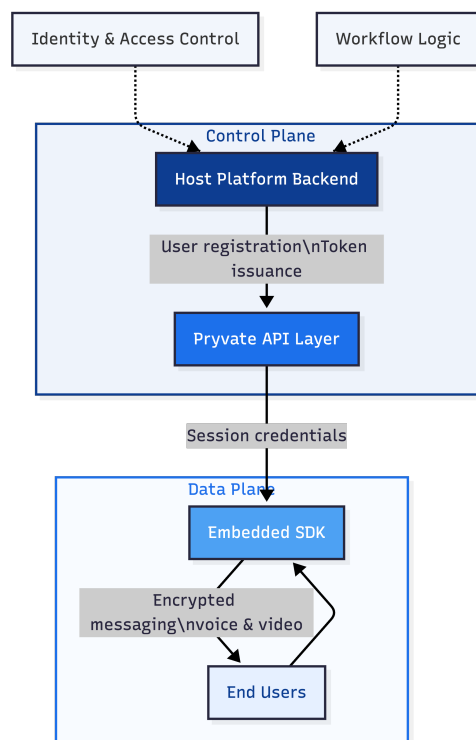 Identity & Access Control
Workflow Logic
Control Plane
Host Platform Backend
User registration\nToken
issuance
Pryvate API Layer
Session credentials
Data Plane
Embedded SDK
Encrypted
messaging\nvoice & video
End Users